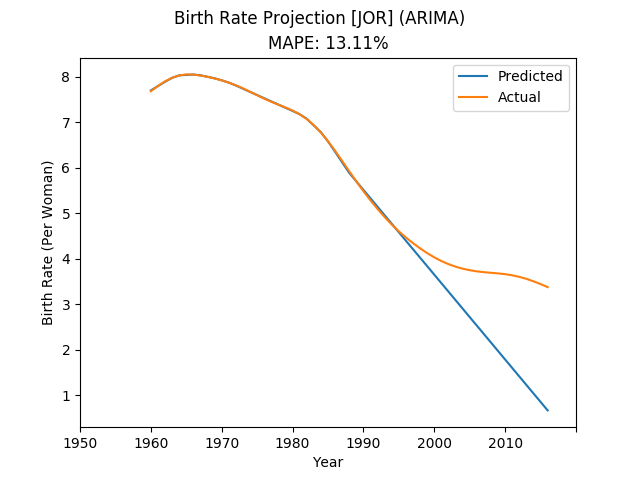 Birth Rate Projection [JOR] (ARIMA)
MAPE: 13.11%
Predicted
Actual
Birth Rate (Per Woman)
8
7
6
5
4
3
2
1
1950 1960 1970 1980 1990 2000 2010
Year